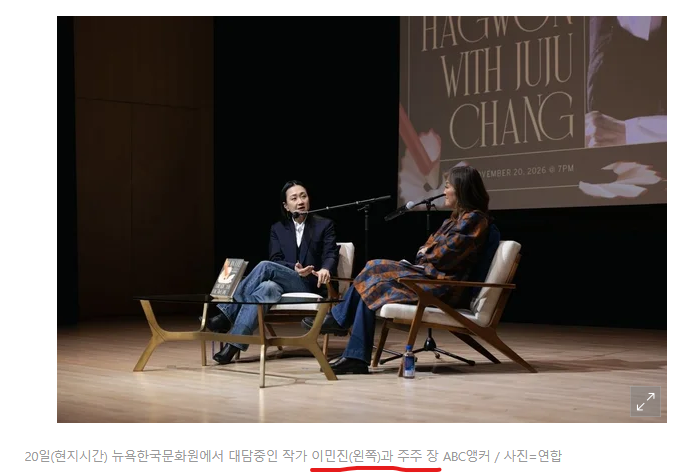 HAGWON
WITH JUJU
CHANG
NOVEMBER 20, 2026 @ 7PM
20일(현지시간) 뉴욕한국문화원에서 대담중인 작가 이민진(왼쪽)과 주주 장 ABC앵커 / 사진=연합